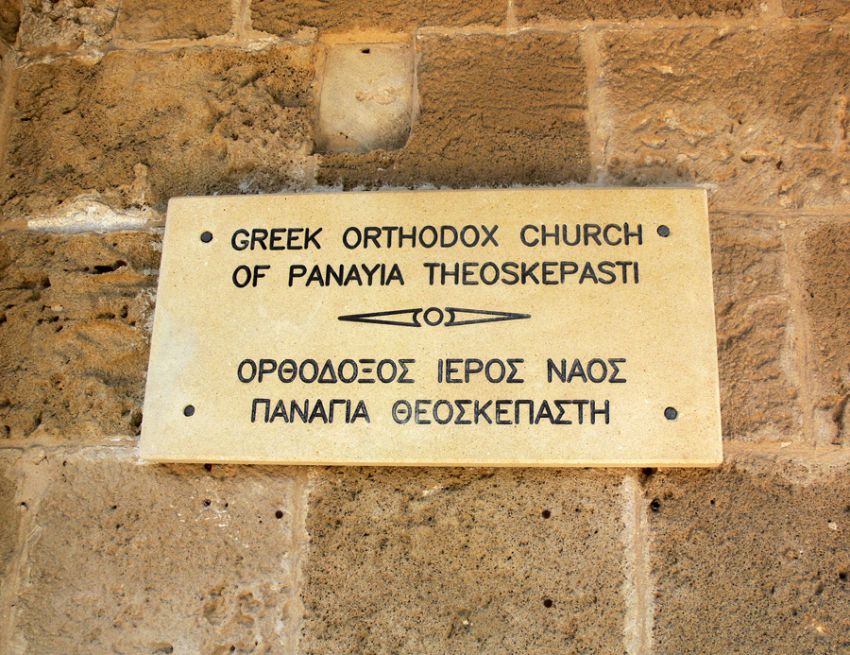 GREEK ORTHODOX CHURCH
OF PANAYIA THEOSKEPASTI
ΟΡΘΟΔΟΞΟΣ ΙΕΡΟΣ ΝΑΟΣ
ΠΑΝΑΓΙΑ ΘΕΟΣΚΕΠΑΣΤΗ